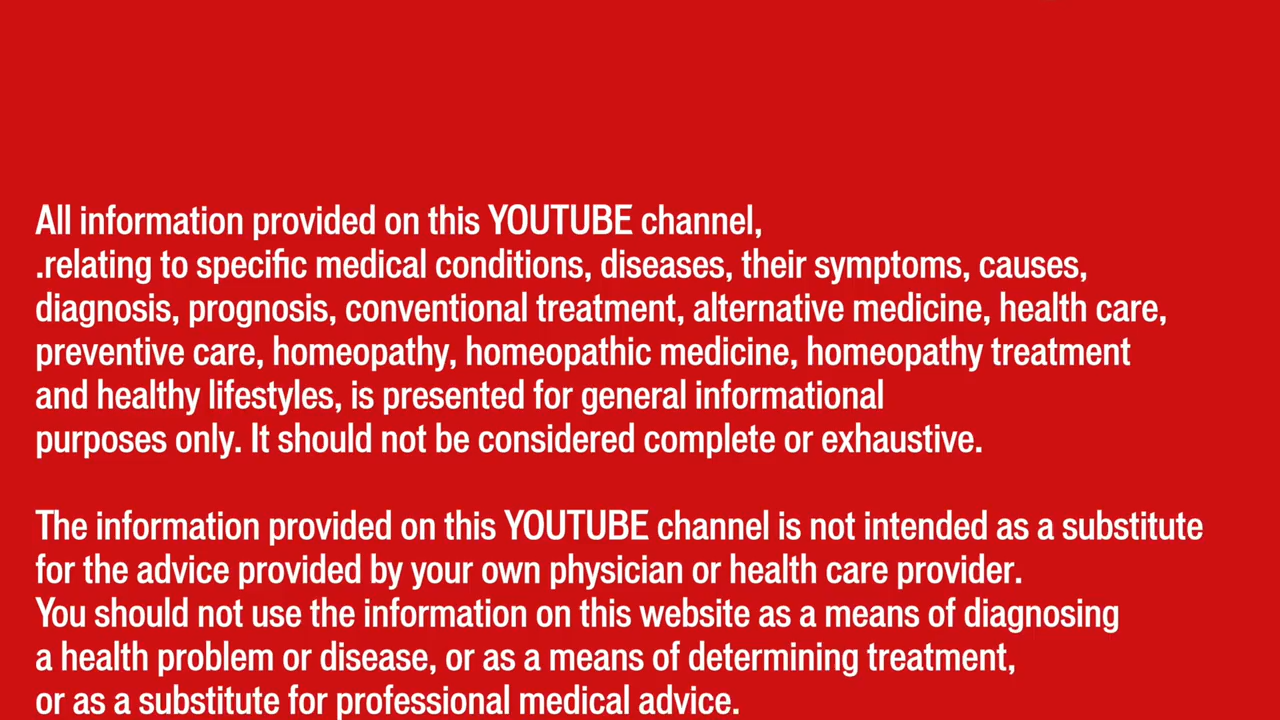 All information provided on this YOUTUBE channel,
.relating to specific medical conditions, diseases, their symptoms, causes,
diagnosis, prognosis, conventional treatment, alternative medicine, health care,
preventive care, homeopathy, homeopathic medicine, homeopathy treatment
and healthy lifestyles, is presented for general informational
purposes only. It should not be considered complete or exhaustive.
The information provided on this YOUTUBE channel is not intended as a substitute
for the advice provided by your own physician or health care provider.
You should not use the information on this website as a means of diagnosing
a health problem or disease, or as a means of determining treatment,
or as a substitute for professional medical advice.